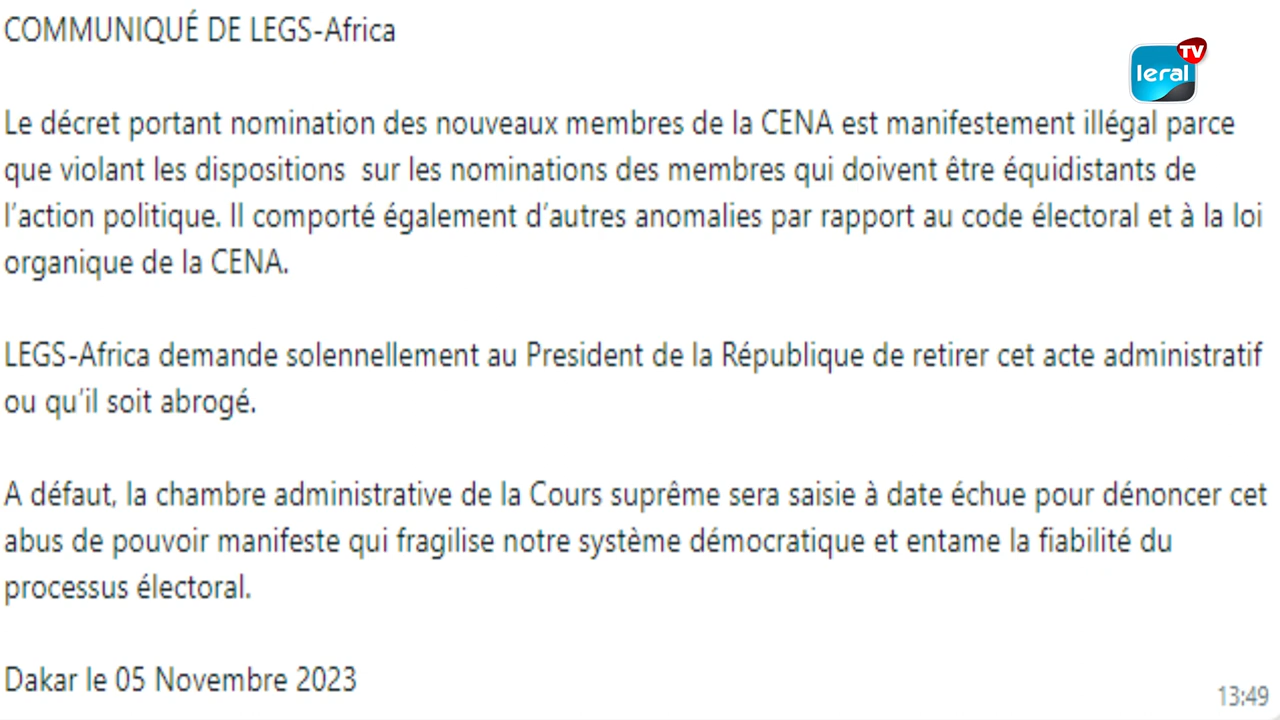 COMMUNIQUÉ DE LEGS-Africa
leral TV
Le décret portant nomination des nouveaux membres de la CENA est manifestement illégal parce
que violant les dispositions  sur les nominations des membres qui doivent être équidistants de
l’action politique. Il comporté également d’autres anomalies par rapport au code électoral et à la loi
organique de la CENA.
LEGS-Africa demande solennellement au President de la République de retirer cet acte administratif
ou qu’il soit abrogé.
A défaut, la chambre administrative de la Cours suprême sera saisie à date échue pour dénoncer cet
abus de pouvoir manifeste qui fragilise notre système démocratique et entame la fiabilité du
processus électoral.
Dakar le 05 Novembre 2023
13:49